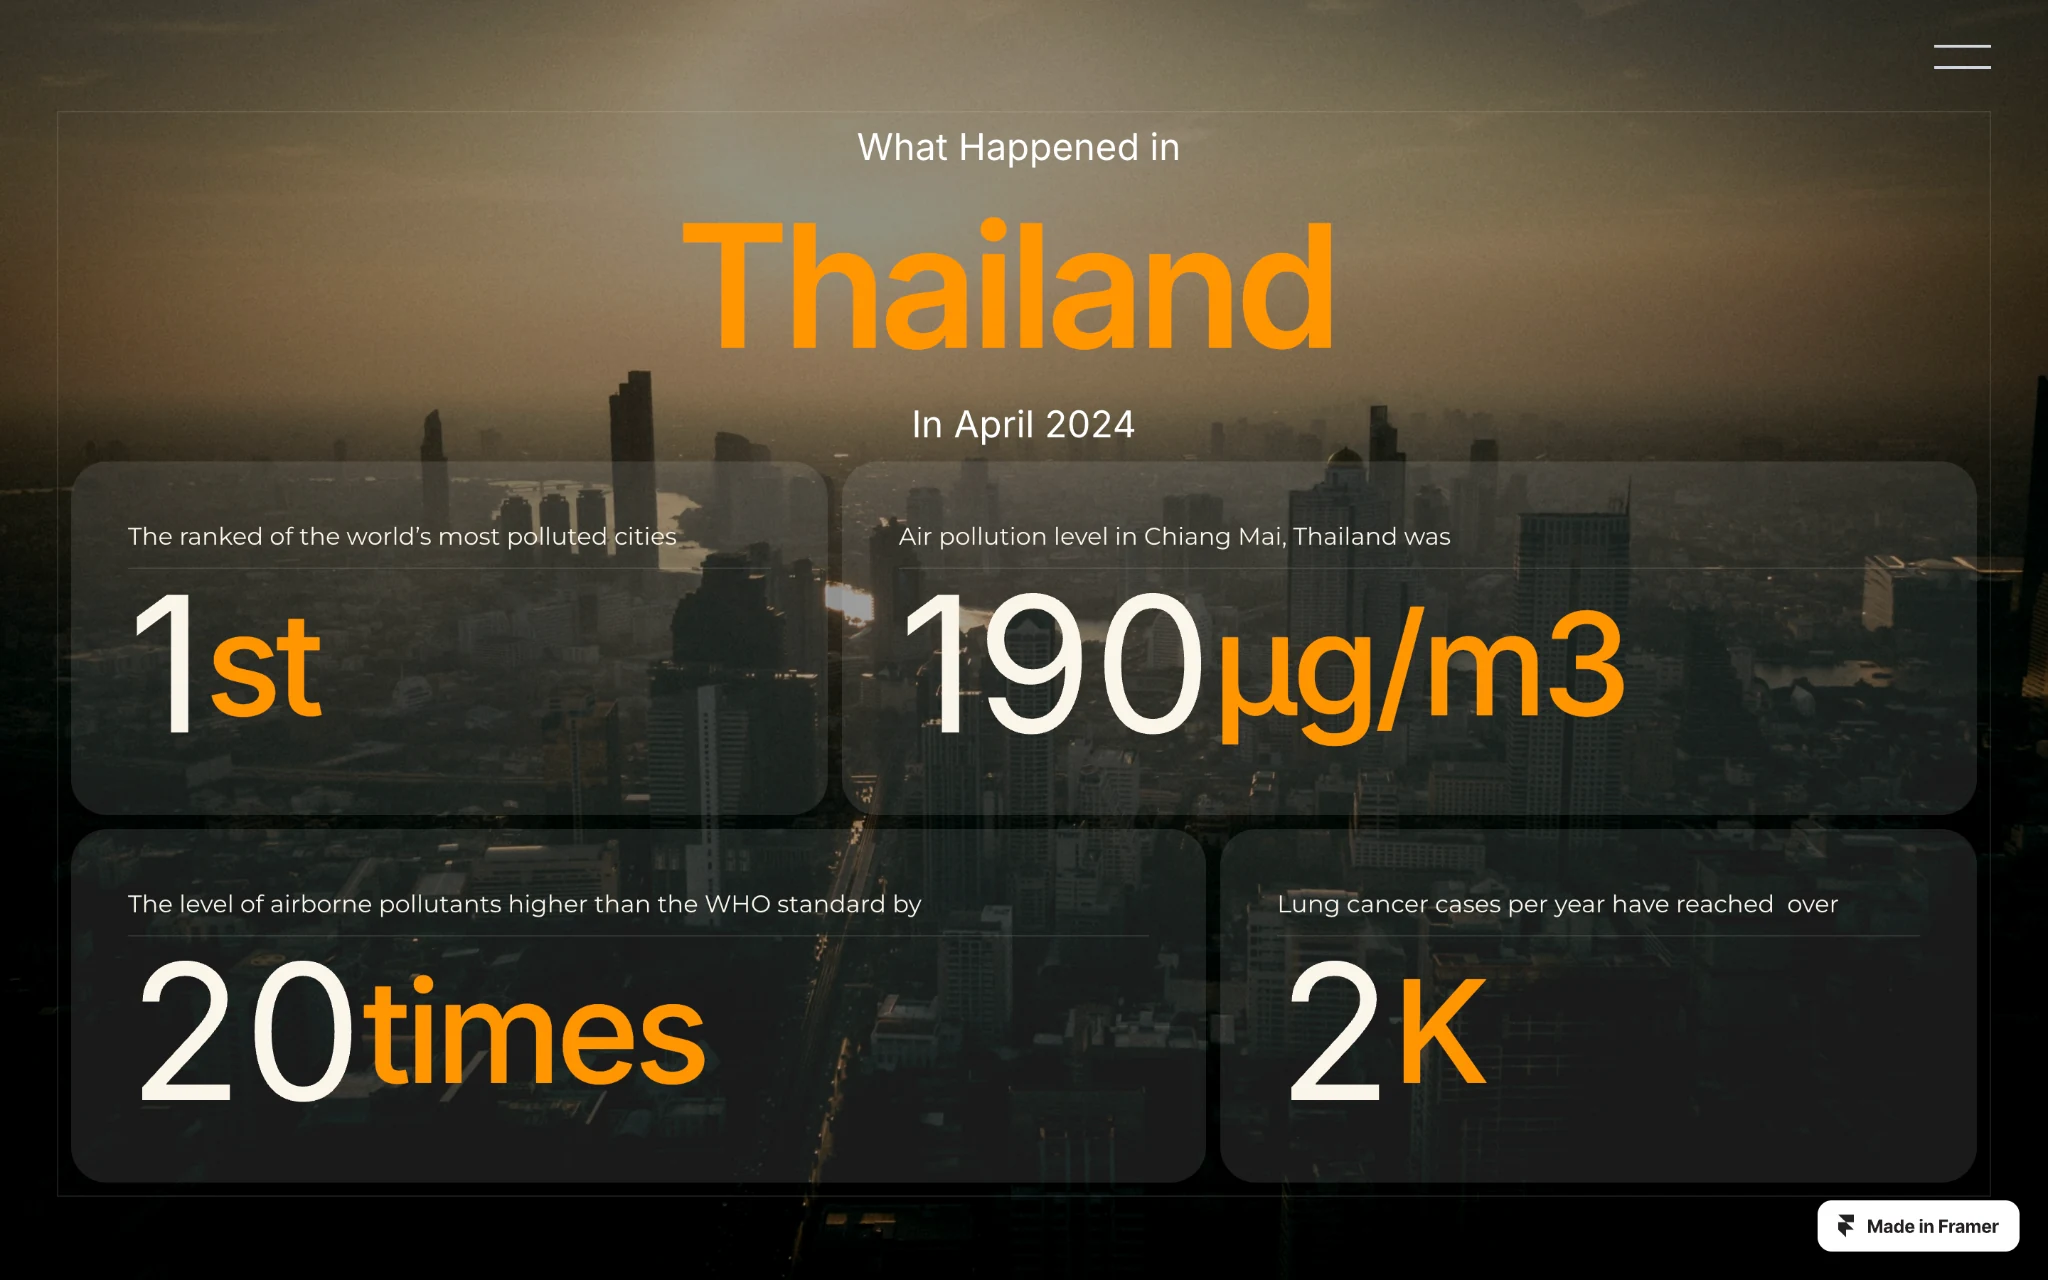 What Happened in
Thailand
In April 2024
The ranked of the world’s most polluted cities
1st
Air pollution level in Chiang Mai, Thailand was
190µg/m3
The level of airborne pollutants higher than the WHO standard by
20times
Lung cancer cases per year have reached  over
2K
Made in Framer